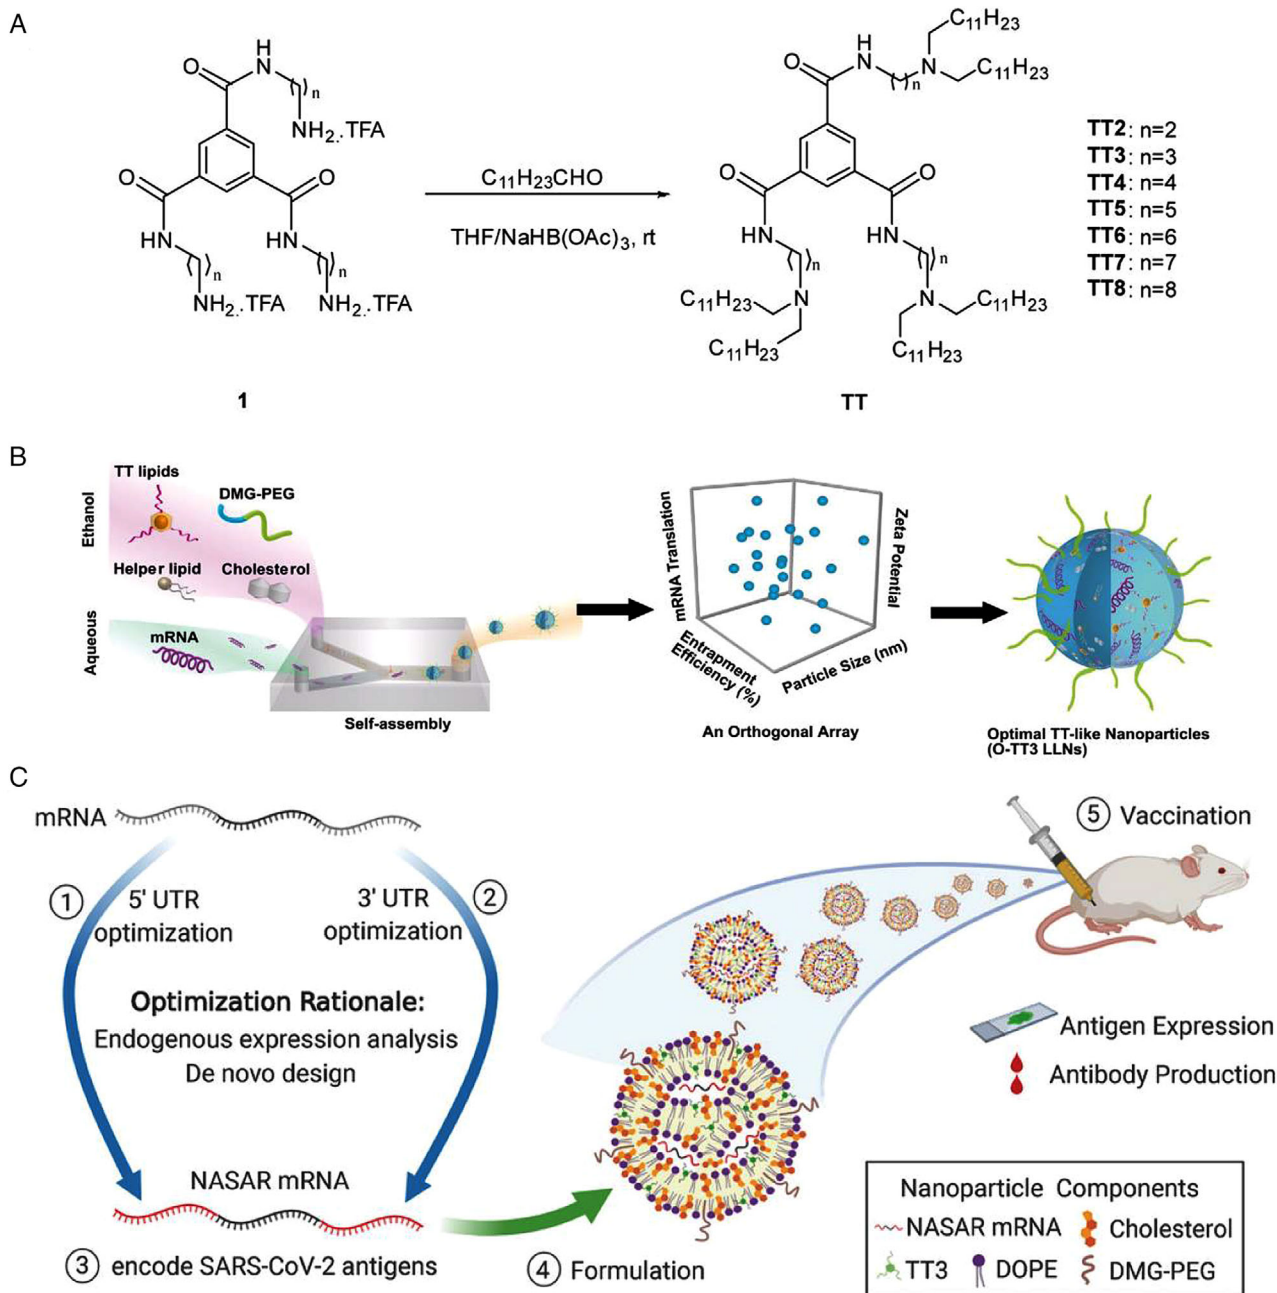 A
O
H
N
( )n
NH2·.TFA
O
O
HN
HN
( )n
( )n
NH2·.TFA
NH2·.TFA
1
C11H23CHO
THF/NaHB(OAc)3, rt
C11H23
O
H
N
N
C11H23
( )n
O
O
HN
HN
( )n
( )n
C11H23
N
N
C11H23
C11H23
C11H23
TT
TT2: n=2
TT3: n=3
TT4: n=4
TT5: n=5
TT6: n=6
TT7: n=7
TT8: n=8
B
Ethanol
TT lipids
DMG-PEG
Helper lipid
Cholesterol
Aqueous
mRNA
Self-assembly
mRNA Translation
Zeta Potential
Entrapment
Efficiency (%)
Particle Size (nm)
An Orthogonal Array
Optimal TT-like Nanoparticles
(O-TT3 LLNs)
C
mRNA
1
5' UTR
optimization
3' UTR
optimization
2
Optimization Rationale:
Endogenous expression analysis
De novo design
NASAR mRNA
3 encode SARS-CoV-2 antigens
4 Formulation
5 Vaccination
Antigen Expression
Antibody Production
Nanoparticle Components
NASAR mRNA
Cholesterol
TT3
DOPE
DMG-PEG